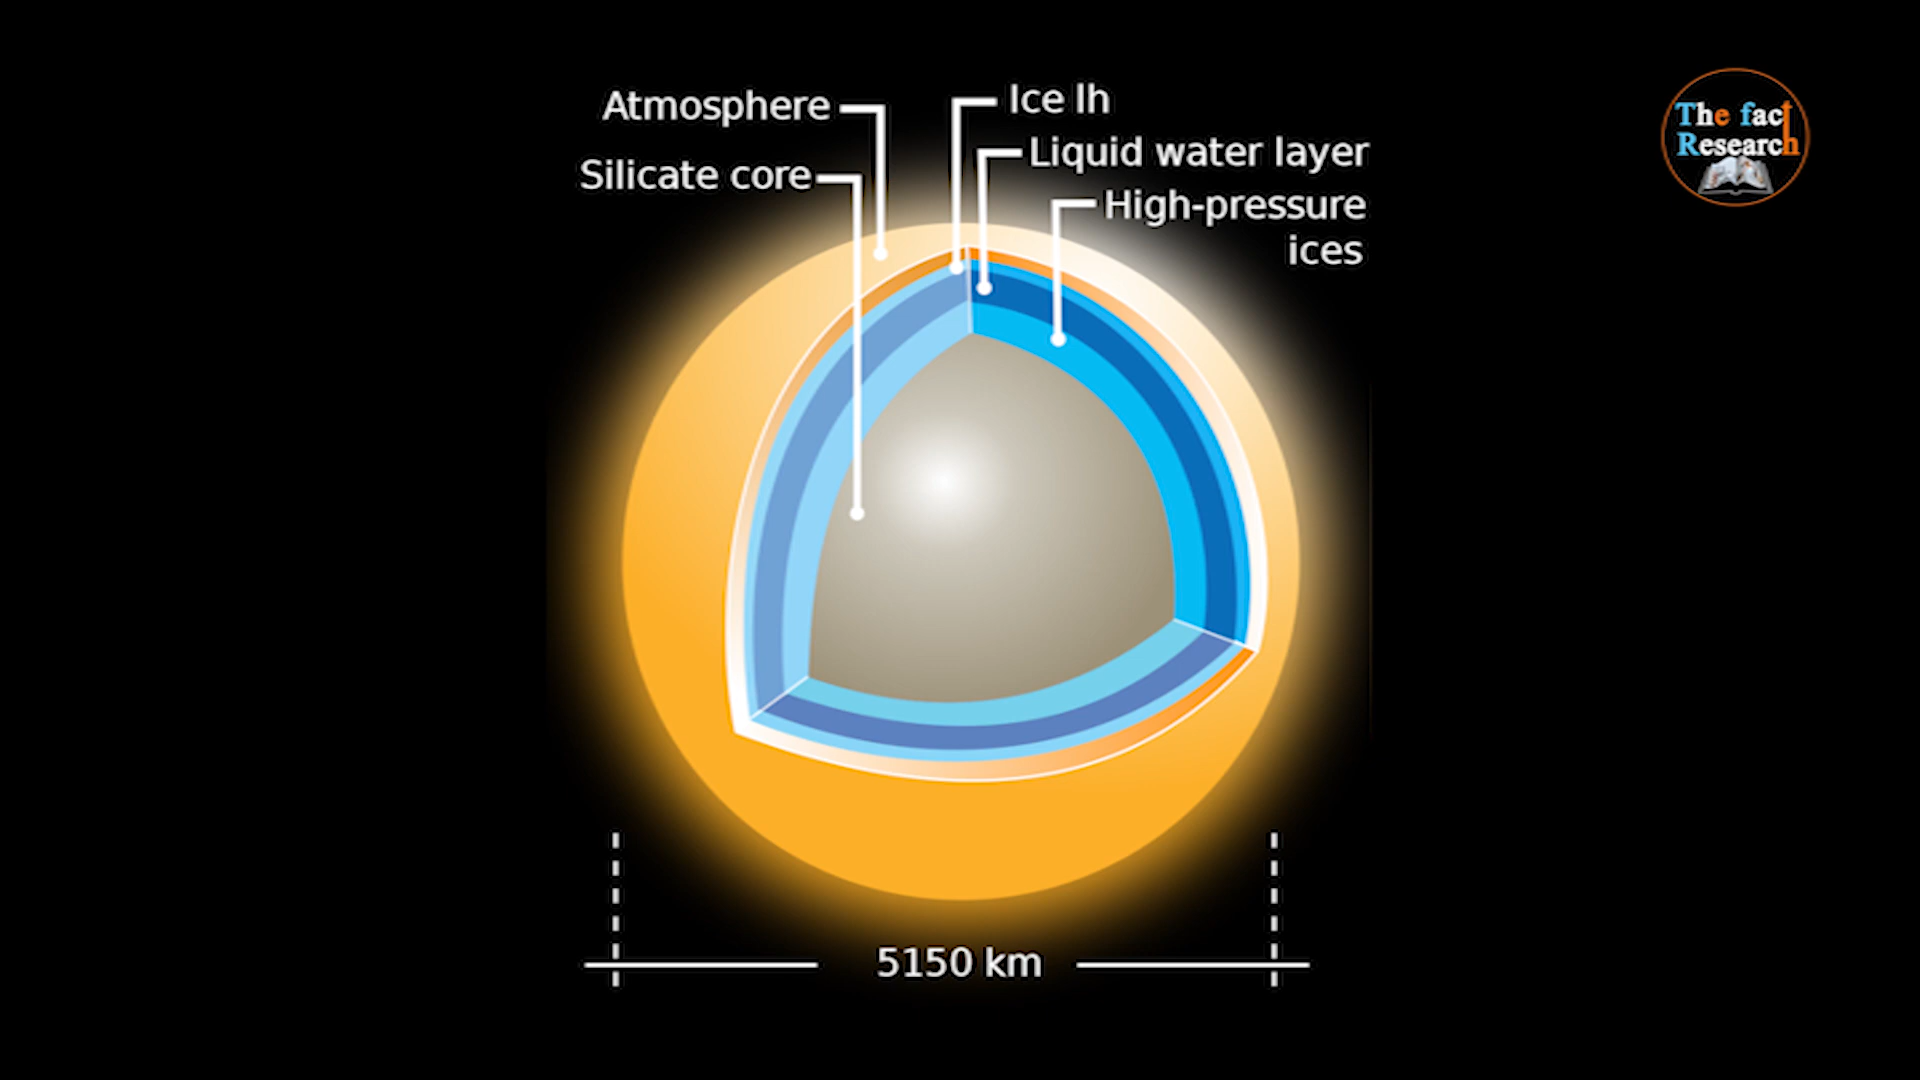 Atmosphere
Silicate core
Ice Ih
Liquid water layer
High-pressure
ices
5150 km
The fact
Research